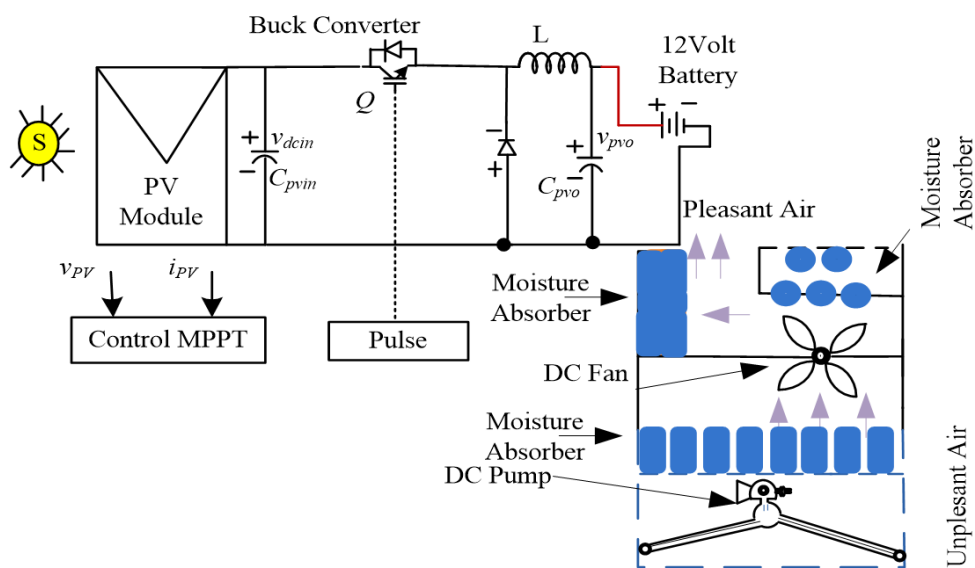 Buck Converter
L
12Volt
Battery
S
Q
+
-
v_dcin
C_pvin
-
+
+
-
v_pvo
C_pvo
+ -
PV
Module
v_PV
i_PV
Control MPPT
Pulse
Pleasant Air
Moisture
Absorber
Moisture
Absorber
DC Fan
Moisture
Absorber
DC Pump
Unplesant Air